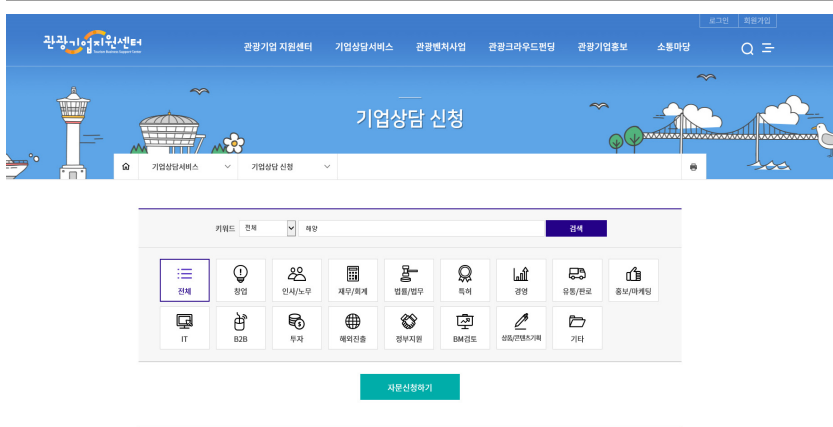 로그인 회원가입
관광기업지원센터
관광기업 지원센터 기업상담서비스 관광벤처사업 관광크라우드펀딩 관광기업홍보 소통마당
기업상담 신청
기업상담서비스 기업상담 신청
키워드 전체 해양 검색
전체 창업 인사/노무 재무/회계 법률/법무 특허 경영 유통/판로 홍보/마케팅
IT B2B 투자 해외진출 정부지원 BM검토 상품/콘텐츠기획 기타
자문신청하기